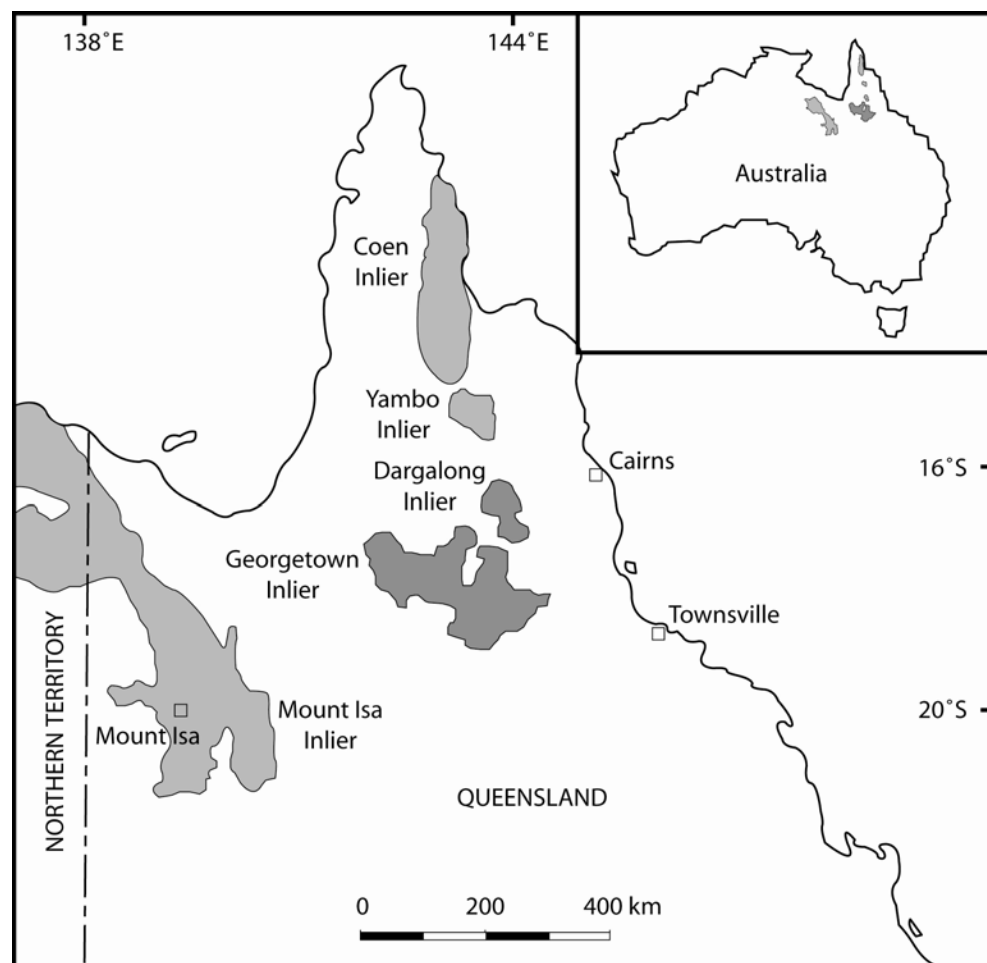 138˚E
144˚E
Australia
Coen
Inlier
Yambo
Inlier
Dargalong
Inlier
Cairns
16˚S
Georgetown
Inlier
Townsville
NORTHERN TERRITORY
Mount Isa
Mount Isa
Inlier
20˚S
QUEENSLAND
0
200
400 km